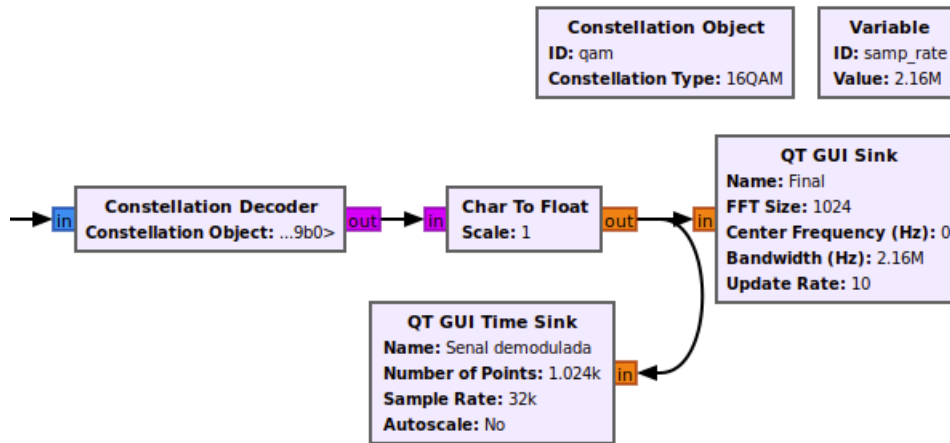 Constellation Object
ID: qam
Constellation Type: 16QAM
Variable
ID: samp_rate
Value: 2.16M
in
Constellation Decoder
Constellation Object: ...9b0>
out
in
Char To Float
Scale: 1
out
in
QT GUI Sink
Name: Final
FFT Size: 1024
Center Frequency (Hz): 0
Bandwidth (Hz): 2.16M
Update Rate: 10
QT GUI Time Sink
Name: Senal demodulada
Number of Points: 1.024k
Sample Rate: 32k
Autoscale: No
in